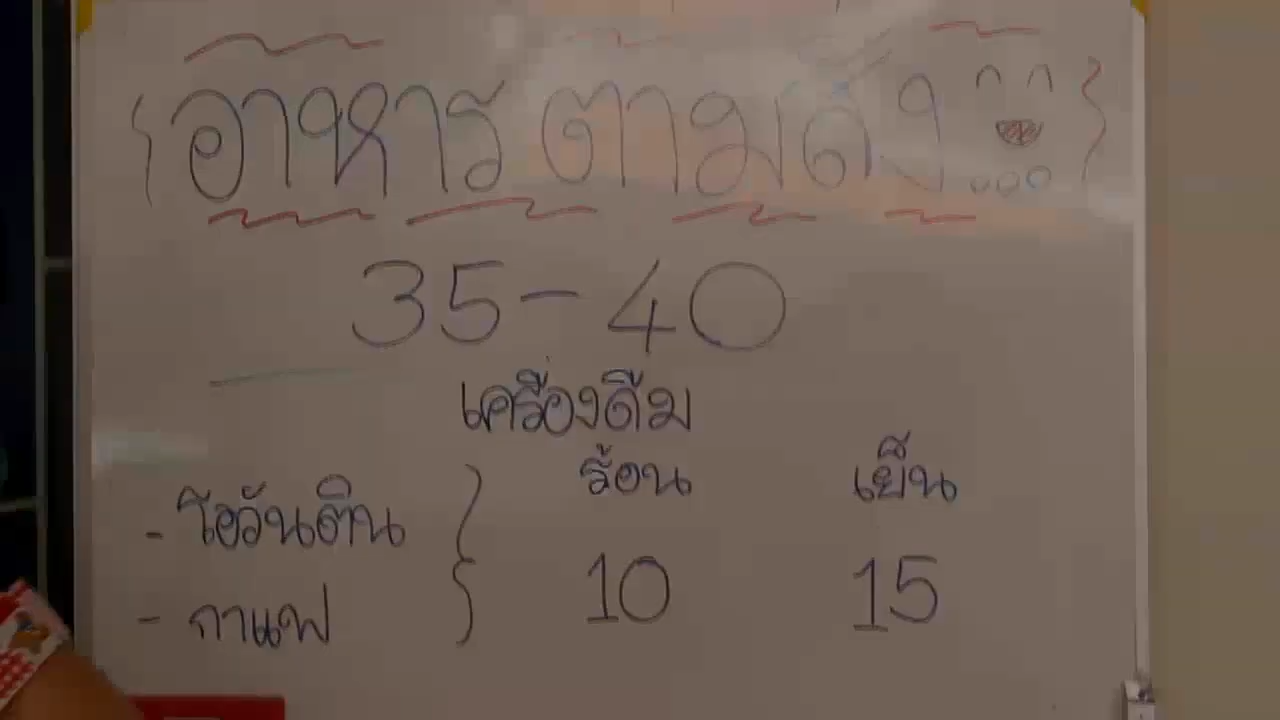 {อาหารตามสั่ง...}
35-40
เครื่องดืม
ร้อน เย็น
- โอวันติน } 10 15
- กาแฟ